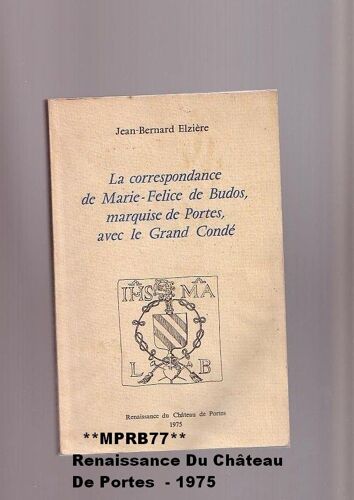 Jean-Bernard Elzière
La correspondance
de Marie-Felice de Budos,
marquise de Portes,
avec le Grand Condé
IHS MA
L B
Renaissance du Château de Portes
1975
**MPRB77**
Renaissance Du Château
De Portes - 1975